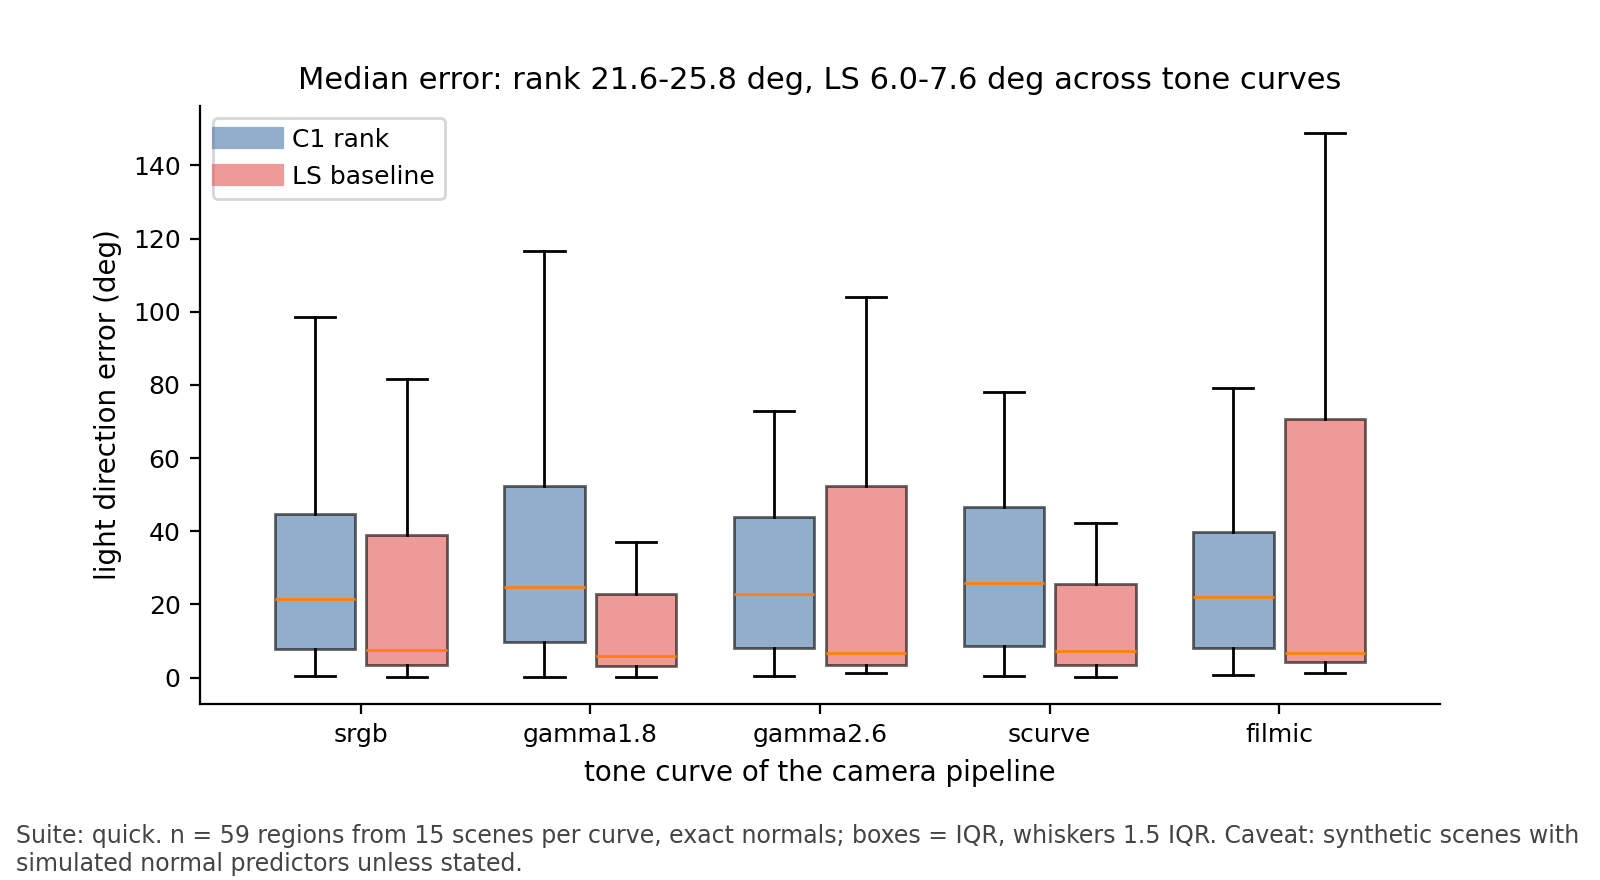 Median error: rank 21.6-25.8 deg, LS 6.0-7.6 deg across tone curves
C1 rank
LS baseline
light direction error (deg)
140
120
100
80
60
40
20
0
srgb gamma1.8 gamma2.6 scurve filmic
tone curve of the camera pipeline
Suite: quick. n = 59 regions from 15 scenes per curve, exact normals; boxes = IQR, whiskers 1.5 IQR. Caveat: synthetic scenes with
simulated normal predictors unless stated.